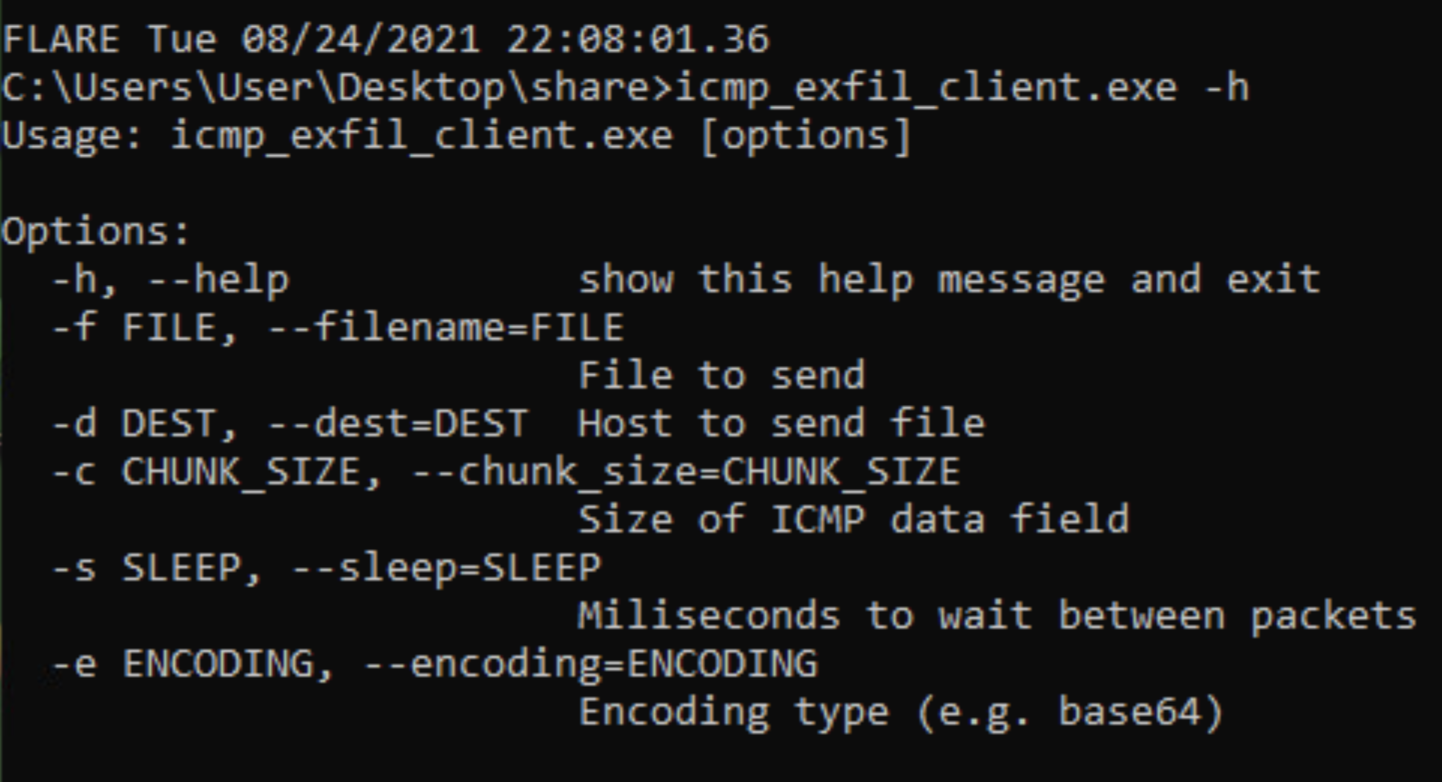 FLARE Tue 08/24/2021 22:08:01.36
C:\Users\User\Desktop\share>icmp_exfil_client.exe -h
Usage: icmp_exfil_client.exe [options]
Options:
-h, --help show this help message and exit
-f FILE, --filename=FILE
File to send
-d DEST, --dest=DEST Host to send file
-c CHUNK_SIZE, --chunk_size=CHUNK_SIZE
Size of ICMP data field
-s SLEEP, --sleep=SLEEP
Miliseconds to wait between packets
-e ENCODING, --encoding=ENCODING
Encoding type (e.g. base64)